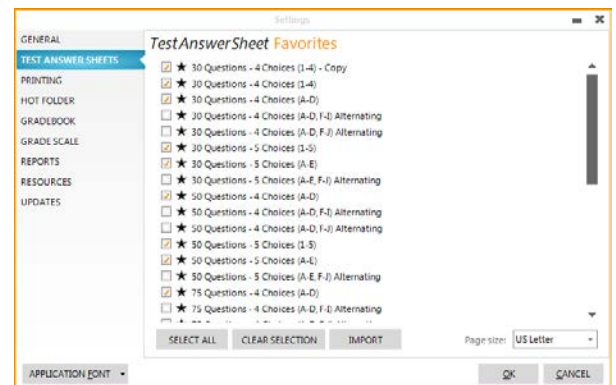 Settings
GENERAL
TEST ANSWER SHEETS
PRINTING
HOT FOLDER
GRADEBOOK
GRADE SCALE
REPORTS
RESOURCES
UPDATES
TestAnswerSheet Favorites
30 Questions - 4 Choices (1-4) - Copy
30 Questions - 4 Choices (1-4)
30 Questions - 4 Choices (A-D)
30 Questions - 4 Choices (A-D, F-I) Alternating
30 Questions - 4 Choices (A-D, F-J) Alternating
30 Questions - 5 Choices (1-5)
30 Questions - 5 Choices (A-E)
30 Questions - 5 Choices (A-E, F-J) Alternating
50 Questions - 4 Choices (A-D)
50 Questions - 4 Choices (A-D, F-I) Alternating
50 Questions - 4 Choices (A-D, F-J) Alternating
50 Questions - 5 Choices (1-5)
50 Questions - 5 Choices (A-E)
50 Questions - 5 Choices (A-E, F-J) Alternating
75 Questions - 4 Choices (A-D)
75 Questions - 4 Choices (A-D, F-I) Alternating
SELECT ALL CLEAR SELECTION IMPORT Page size: US Letter
APPLICATION FONT OK CANCEL